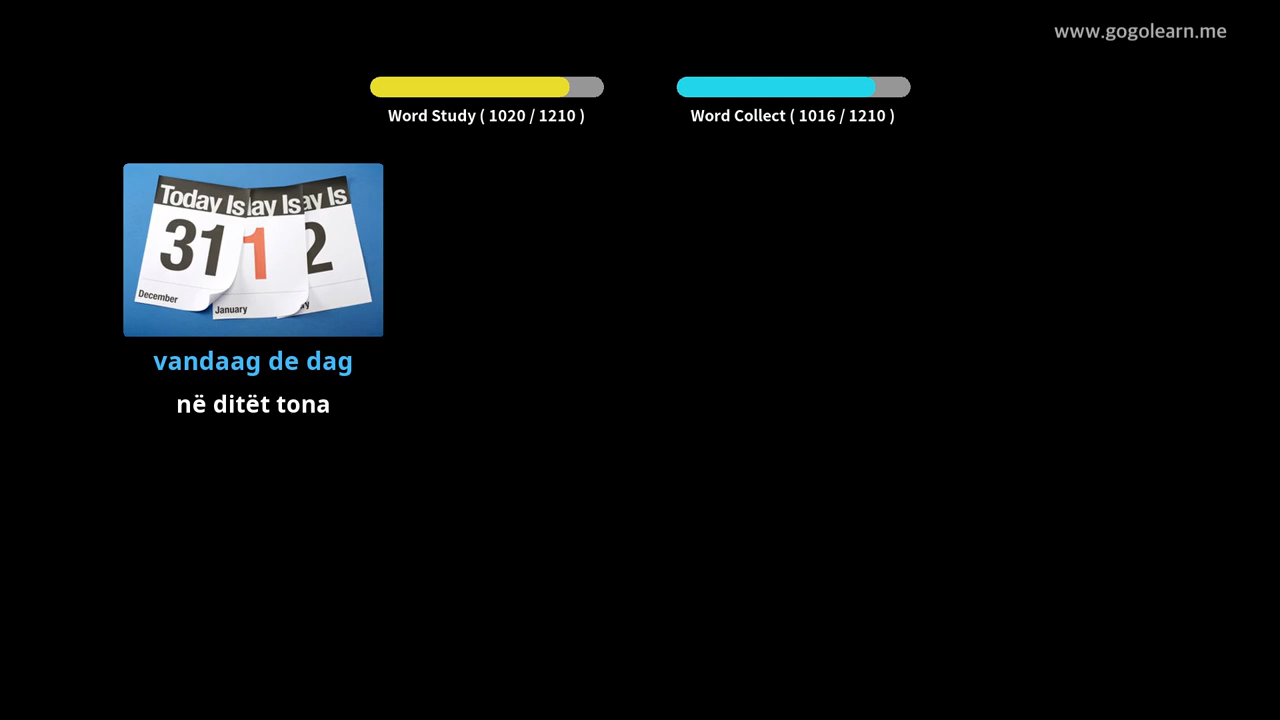 www.gogolearn.me
Word Study ( 1020 / 1210 )
Word Collect ( 1016 / 1210 )
Today Is
ay Is
ay Is
31
1
2
December
January
vandaag de dag
në ditët tona